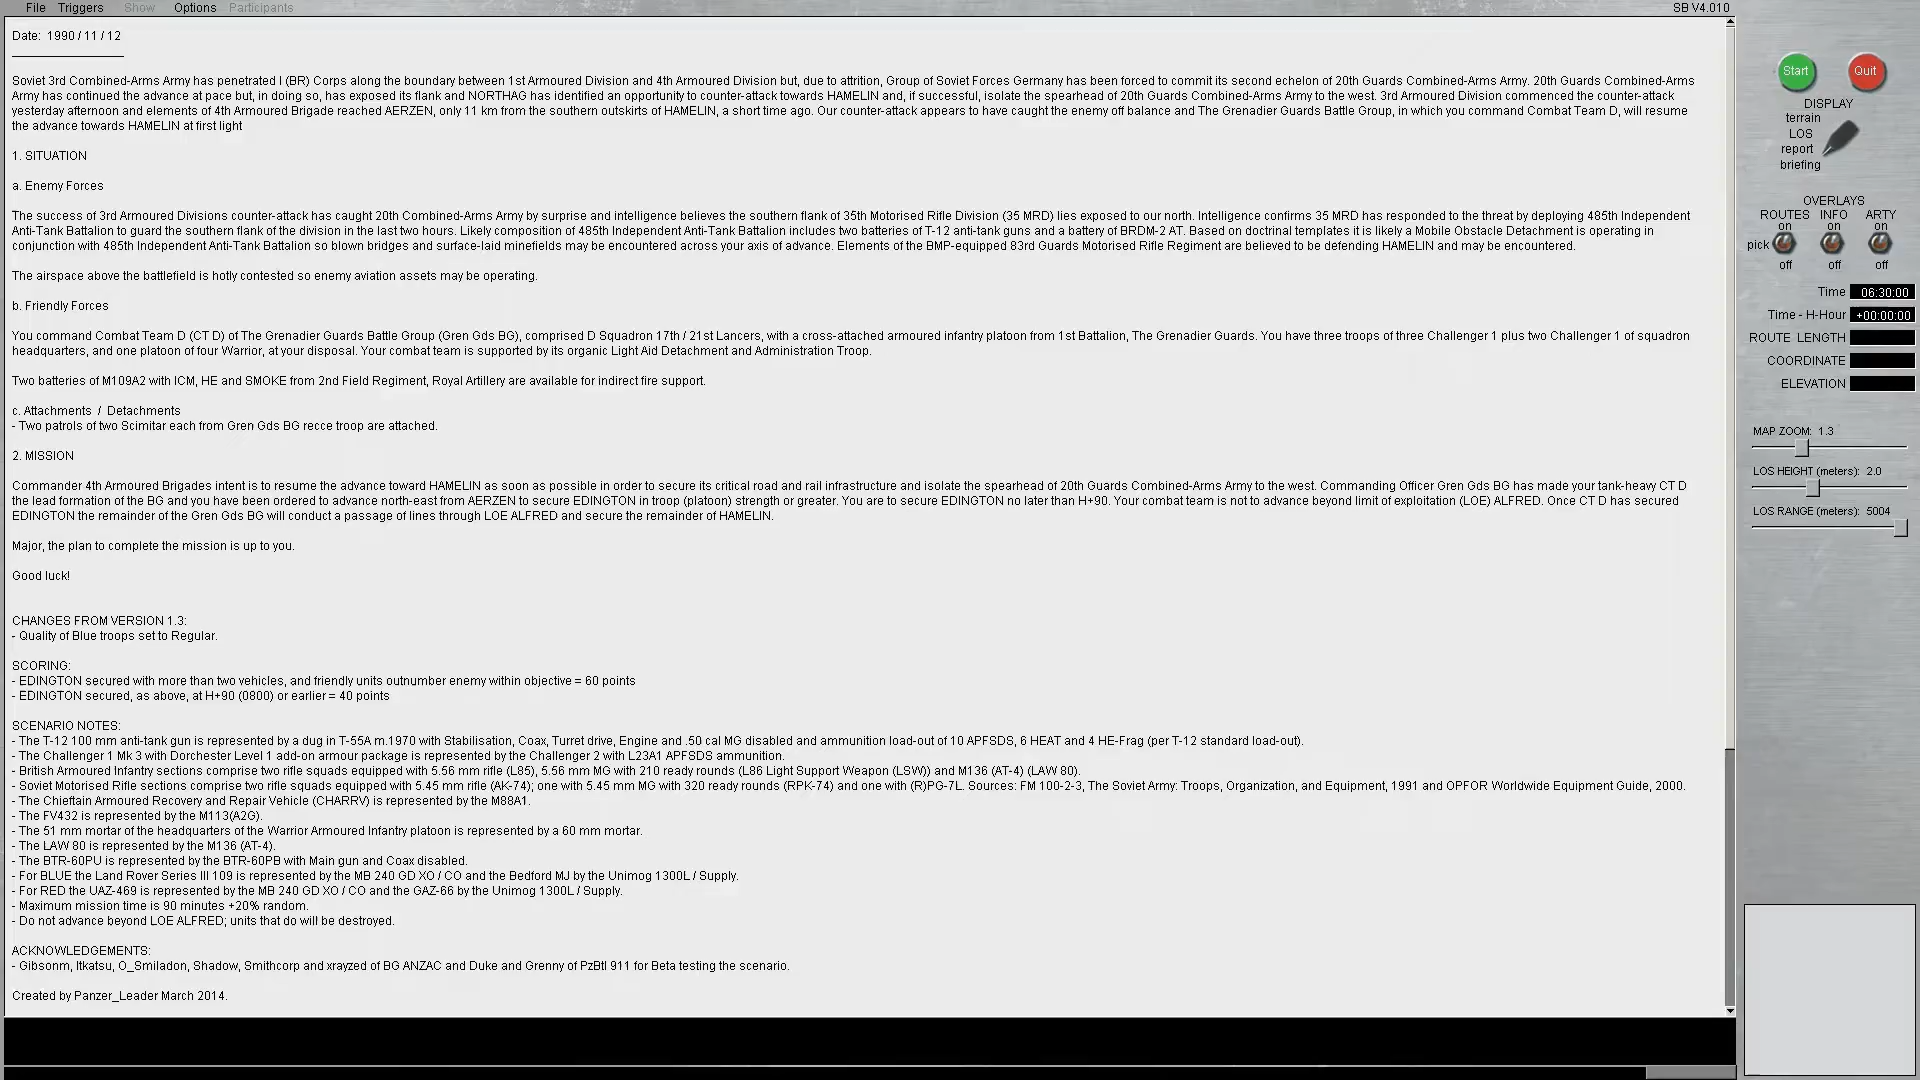 File Triggers Show Options Participants
SB V4.010
Date: 1990 / 11 / 12
Soviet 3rd Combined-Arms Army has penetrated I (BR) Corps along the boundary between 1st Armoured Division and 4th Armoured Division but, due to attrition, Group of Soviet Forces Germany has been forced to commit its second echelon of 20th Guards Combined-Arms Army. 20th Guards Combined-Arms
Army has continued the advance at pace but, in doing so, has exposed its flank and NORTHAG has identified an opportunity to counter-attack towards HAMELIN and, if successful, isolate the spearhead of 20th Guards Combined-Arms Army to the west. 3rd Armoured Division commenced the counter-attack
yesterday afternoon and elements of 4th Armoured Brigade reached AERZEN, only 11 km from the southern outskirts of HAMELIN, a short time ago. Our counter-attack appears to have caught the enemy off balance and The Grenadier Guards Battle Group, in which you command Combat Team D, will resume
the advance towards HAMELIN at first light
1. SITUATION
a. Enemy Forces
The success of 3rd Armoured Divisions counter-attack has caught 20th Combined-Arms Army by surprise and intelligence believes the southern flank of 35th Motorised Rifle Division (35 MRD) lies exposed to our north. Intelligence confirms 35 MRD has responded to the threat by deploying 485th Independent
Anti-Tank Battalion to guard the southern flank of the division in the last two hours. Likely composition of 485th Independent Anti-Tank Battalion includes two batteries of T-12 anti-tank guns and a battery of BRDM-2 AT. Based on doctrinal templates it is likely a Mobile Obstacle Detachment is operating in
conjunction with 485th Independent Anti-Tank Battalion so blown bridges and surface-laid minefields may be encountered across your axis of advance. Elements of the BMP-equipped 83rd Guards Motorised Rifle Regiment are believed to be defending HAMELIN and may be encountered.
The airspace above the battlefield is hotly contested so enemy aviation assets may be operating.
b. Friendly Forces
You command Combat Team D (CT D) of The Grenadier Guards Battle Group (Gren Gds BG), comprised D Squadron 17th / 21st Lancers, with a cross-attached armoured infantry platoon from 1st Battalion, The Grenadier Guards. You have three troops of three Challenger 1 plus two Challenger 1 of squadron
headquarters, and one platoon of four Warrior, at your disposal. Your combat team is supported by its organic Light Aid Detachment and Administration Troop.
Two batteries of M109A2 with ICM, HE and SMOKE from 2nd Field Regiment, Royal Artillery are available for indirect fire support.
c. Attachments / Detachments
- Two patrols of two Scimitar each from Gren Gds BG recce troop are attached.
2. MISSION
Commander 4th Armoured Brigades intent is to resume the advance toward HAMELIN as soon as possible in order to secure its critical road and rail infrastructure and isolate the spearhead of 20th Guards Combined-Arms Army to the west. Commanding Officer Gren Gds BG has made your tank-heavy CT D
the lead formation of the BG and you have been ordered to advance north-east from AERZEN to secure EDINGTON in troop (platoon) strength or greater. You are to secure EDINGTON no later than H+90. Your combat team is not to advance beyond limit of exploitation (LOE) ALFRED. Once CT D has secured
EDINGTON the remainder of the Gren Gds BG will conduct a passage of lines through LOE ALFRED and secure the remainder of HAMELIN.
Major, the plan to complete the mission is up to you.
Good luck!
CHANGES FROM VERSION 1.3:
- Quality of Blue troops set to Regular.
SCORING:
- EDINGTON secured with more than two vehicles, and friendly units outnumber enemy within objective = 60 points
- EDINGTON secured, as above, at H+90 (0800) or earlier = 40 points
SCENARIO NOTES:
- The T-12 100 mm anti-tank gun is represented by a dug in T-55A m.1970 with Stabilisation, Coax, Turret drive, Engine and .50 cal MG disabled and ammunition load-out of 10 APFSDS, 6 HEAT and 4 HE-Frag (per T-12 standard load-out).
- The Challenger 1 Mk 3 with Dorchester Level 1 add-on armour package is represented by the Challenger 2 with L23A1 APFSDS ammunition.
- British Armoured Infantry sections comprise two rifle squads equipped with 5.56 mm rifle (L85), 5.56 mm MG with 210 ready rounds (L86 Light Support Weapon (LSW)) and M136 (AT-4) (LAW 80).
- Soviet Motorised Rifle sections comprise two rifle squads equipped with 5.45 mm rifle (AK-74); one with 5.45 mm MG with 320 ready rounds (RPK-74) and one with (R)PG-7L. Sources: FM 100-2-3, The Soviet Army: Troops, Organization, and Equipment, 1991 and OPFOR Worldwide Equipment Guide, 2000.
- The Chieftain Armoured Recovery and Repair Vehicle (CHARRV) is represented by the M88A1.
- The FV432 is represented by the M113(A2G).
- The 51 mm mortar of the headquarters of the Warrior Armoured Infantry platoon is represented by a 60 mm mortar.
- The LAW 80 is represented by the M136 (AT-4).
- The BTR-60PU is represented by the BTR-60PB with Main gun and Coax disabled.
- For BLUE the Land Rover Series III 109 is represented by the MB 240 GD XO / CO and the Bedford MJ by the Unimog 1300L / Supply.
- For RED the UAZ-469 is represented by the MB 240 GD XO / CO and the GAZ-66 by the Unimog 1300L / Supply.
- Maximum mission time is 90 minutes +20% random.
- Do not advance beyond LOE ALFRED; units that do will be destroyed.
ACKNOWLEDGEMENTS:
- Gibsonm, Itkatsu, O_Smiladon, Shadow, Smithcorp and xrayzed of BG ANZAC and Duke and Grenny of PzBtl 911 for Beta testing the scenario.
Created by Panzer_Leader March 2014.
Start Quit
DISPLAY
terrain
LOS
report
briefing
OVERLAYS
ROUTES INFO ARTY
on on on
pick
off off off
Time 06:30:00
Time - H-Hour +00:00:00
ROUTE LENGTH
COORDINATE
ELEVATION
MAP ZOOM: 1.3
LOS HEIGHT (meters): 2.0
LOS RANGE (meters): 5004